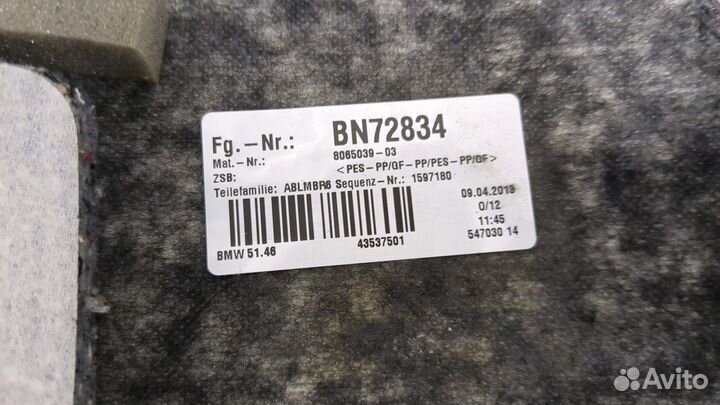 Fg.-Nr.: BN72834
Mat.-Nr.: 8065039-03
ZSB: <PES-PP/GF-PP/PES-PP/GF>
Teilefamilie: ABLMBR6 Sequenz-Nr.: 1597180
09.04.2013
0/12
11:45
BMW 51.46 43537501 547030 14
Avito